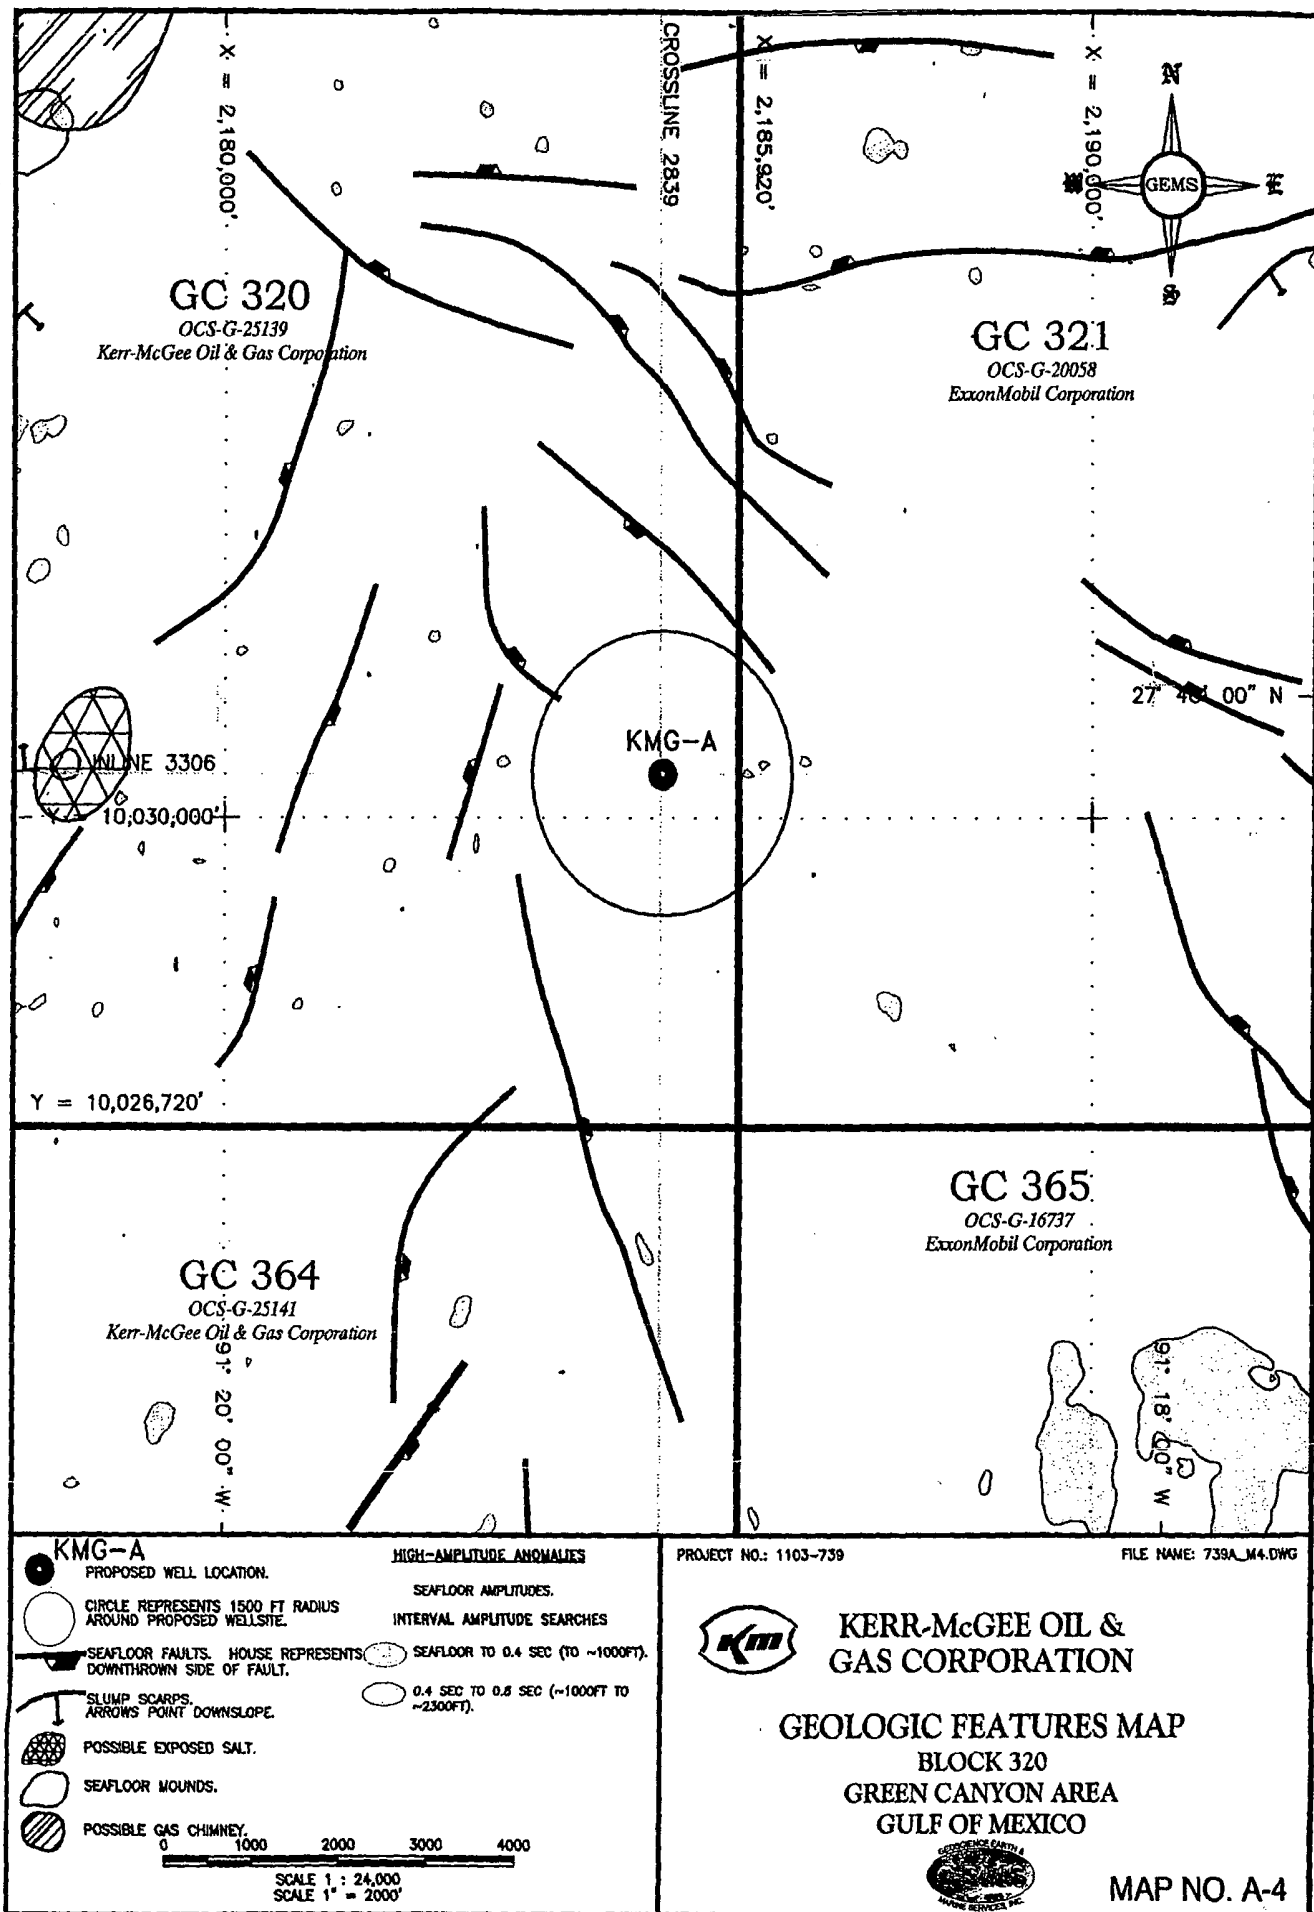 X = 2,180,000'
CROSSLINE 2839
X = 2,185,920'
X = 2,190,000'
N
GEMS
E
S
GC 320
OCS-G-25139
Kerr-McGee Oil & Gas Corporation
GC 321
OCS-G-20058
ExxonMobil Corporation
KMG-A
INLINE 3306
10,030,000'
Y = 10,026,720'
GC 364
OCS-G-25141
Kerr-McGee Oil & Gas Corporation
GC 365
OCS-G-16737
ExxonMobil Corporation
91° 20' 00" W
91° 18' 00" W
KMG-A
PROPOSED WELL LOCATION.
CIRCLE REPRESENTS 1500 FT RADIUS
AROUND PROPOSED WELLSITE.
SEAFLOOR FAULTS. HOUSE REPRESENTS
DOWNTHROWN SIDE OF FAULT.
SLUMP SCARPS.
ARROWS POINT DOWNSLOPE.
POSSIBLE EXPOSED SALT.
SEAFLOOR MOUNDS.
POSSIBLE GAS CHIMNEY.
HIGH-AMPLITUDE ANOMALIES
SEAFLOOR AMPLITUDES.
INTERVAL AMPLITUDE SEARCHES
SEAFLOOR TO 0.4 SEC (TO ~1000FT).
0.4 SEC TO 0.8 SEC (~1000FT TO
~2300FT).
0 1000 2000 3000 4000
SCALE 1 : 24,000
SCALE 1" = 2000'
PROJECT NO.: 1103-739
FILE NAME: 739A_M4.DWG
Km
KERR-McGEE OIL &
GAS CORPORATION
GEOLOGIC FEATURES MAP
BLOCK 320
GREEN CANYON AREA
GULF OF MEXICO
GEOSCIENCE EARTH &
MARINE SERVICES, INC.
MAP NO. A-4